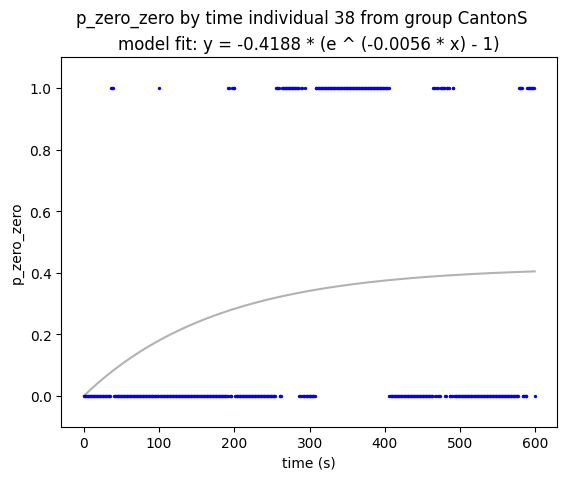 p_zero_zero by time individual 38 from group CantonS
model fit: y = -0.4188 * (e ^ (-0.0056 * x) - 1)
1.0
0.8
0.6
0.4
0.2
0.0
p_zero_zero
0 100 200 300 400 500 600
time (s)